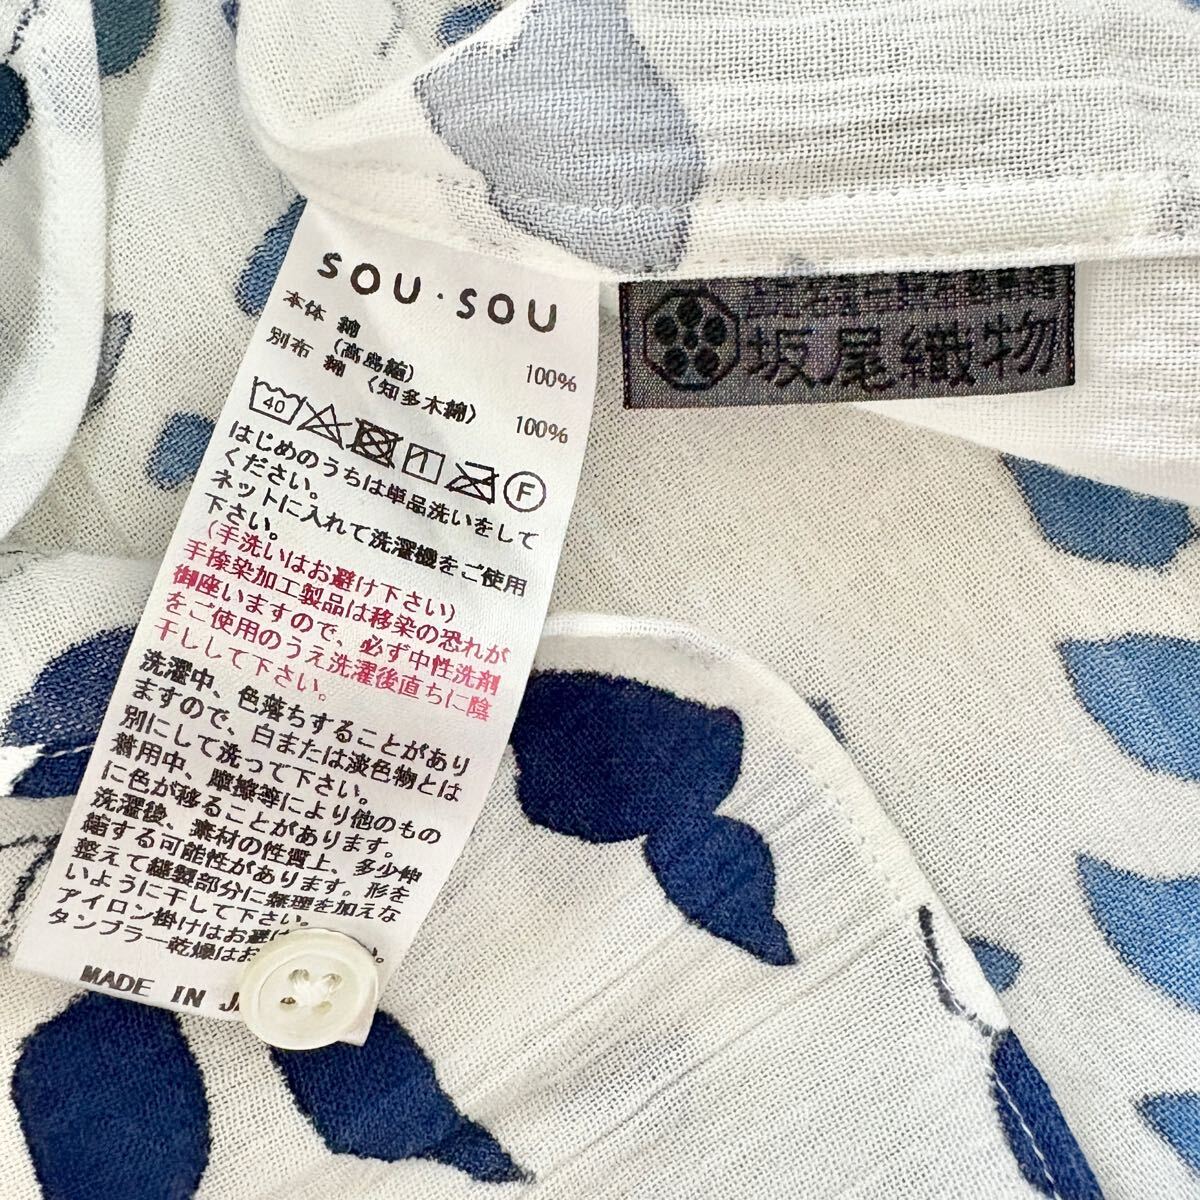 SOU・SOU
本体 綿 100%
(高島縮)
別布 綿 (知多木綿) 100%
40 F
はじめのうちは単品洗いをして
ください。
ネットに入れて洗濯機をご使用
下さい。
(手洗いはお避け下さい)
手捺染加工製品は移染の恐れが
御座いますので、必ず中性洗剤
をご使用のうえ洗濯後直ちに陰
干しして下さい。
洗濯中、色落ちすることがあり
ますので、白または淡色物とは
別にして洗って下さい。
着用中、摩擦等により他のもの
に色が移ることがあります。
洗濯後、素材の性質上、多少伸
縮する可能性があります。形を
整えて縫製部分に無理を加えな
いように干して下さい。
アイロン掛けはお避け
タンブラー乾燥はお
MADE IN
坂尾織物